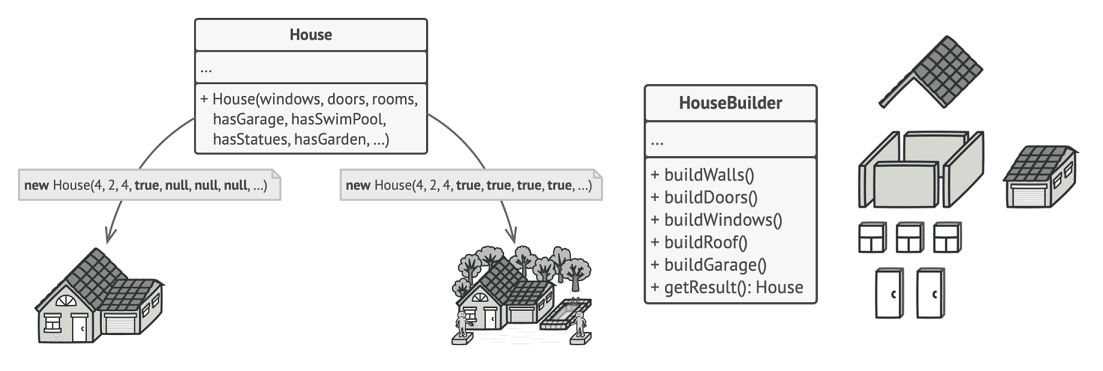 House
...
+ House(windows, doors, rooms,
hasGarage, hasSwimPool,
hasStatues, hasGarden, ...)
new House(4, 2, 4, true, null, null, null, ...)
new House(4, 2, 4, true, true, true, true, ...)
HouseBuilder
...
+ buildWalls()
+ buildDoors()
+ buildWindows()
+ buildRoof()
+ buildGarage()
+ getResult(): House